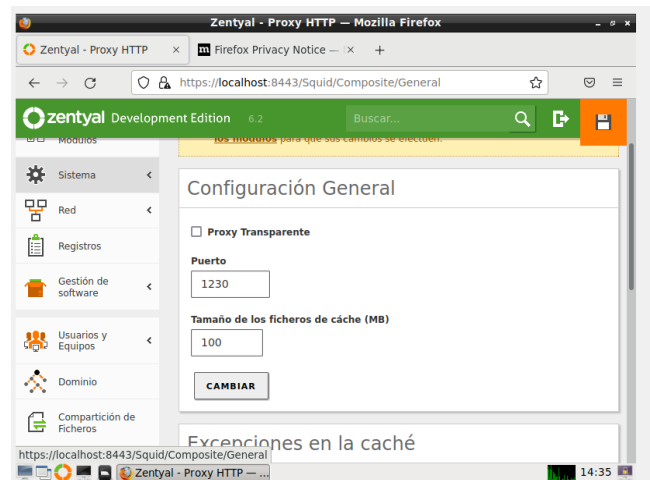 Zentyal - Proxy HTTP — Mozilla Firefox
Zentyal - Proxy HTTP
Firefox Privacy Notice —
https://localhost:8443/Squid/Composite/General
zentyal Development Edition 6.2
Buscar...
Módulos
los módulos para que sus cambios se efectúen.
Sistema
Red
Registros
Gestión de
software
Usuarios y
Equipos
Dominio
Compartición de
Ficheros
Configuración General
Proxy Transparente
Puerto
1230
Tamaño de los ficheros de cáche (MB)
100
CAMBIAR
Excepciones en la caché
https://localhost:8443/Squid/Composite/General
Zentyal - Proxy HTTP — ...
14:35